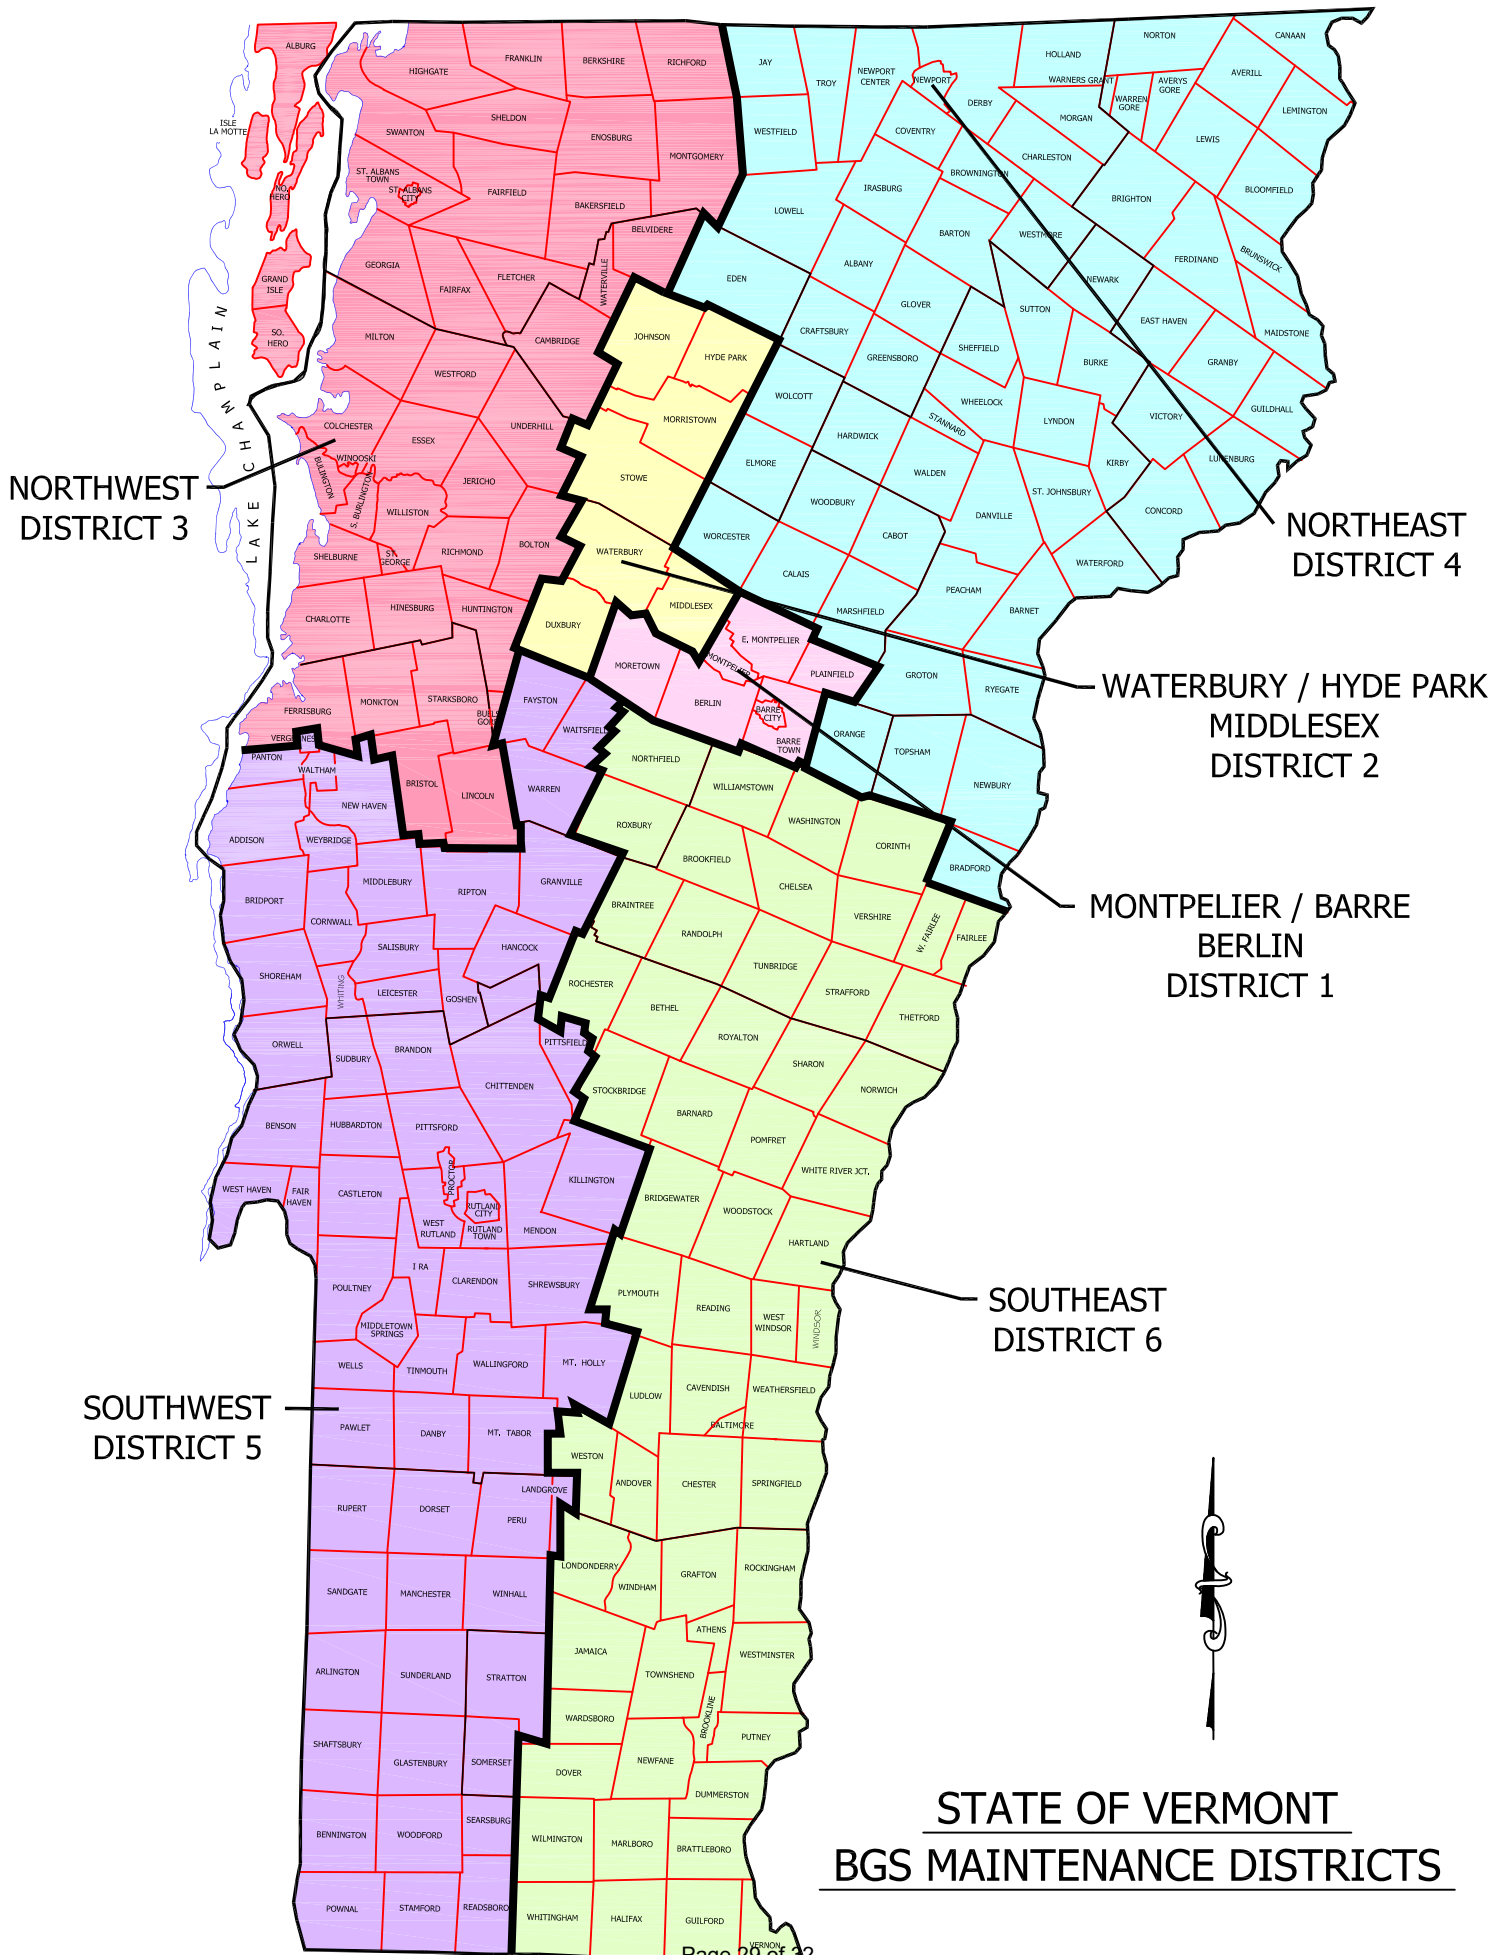 ALBURG
HIGHGATE
FRANKLIN
BERKSHIRE
RICHFORD
JAY
TROY
NEWPORT
CENTER
NEWPORT
HOLLAND
NORTON
CANAAN
DERBY
WARNERS GRANT
WARREN
GORE
AVERYS
GORE
AVERILL
LEMINGTON
ISLE
LA MOTTE
SWANTON
SHELDON
ENOSBURG
MONTGOMERY
WESTFIELD
COVENTRY
MORGAN
LEWIS
CHARLESTON
ST. ALBANS
TOWN
ST. ALBANS
CITY
FAIRFIELD
BAKERSFIELD
NO.
HERO
IRASBURG
BROWNINGTON
BRIGHTON
BLOOMFIELD
BELVIDERE
LOWELL
BARTON
WESTMORE
FERDINAND
BRUNSWICK
GEORGIA
FAIRFAX
FLETCHER
WATERVILLE
EDEN
ALBANY
GLOVER
NEWARK
GRAND
ISLE
SUTTON
EAST HAVEN
MAIDSTONE
SO.
HERO
MILTON
CAMBRIDGE
JOHNSON
HYDE PARK
CRAFTSBURY
GREENSBORO
SHEFFIELD
BURKE
GRANBY
WESTFORD
WOLCOTT
WHEELOCK
STANNARD
LYNDON
VICTORY
GUILDHALL
COLCHESTER
ESSEX
UNDERHILL
MORRISTOWN
HARDWICK
WINOOSKI
BULINGTON
S. BURLINGTON
JERICHO
STOWE
ELMORE
WALDEN
KIRBY
LUNENBURG
LAKE CHAMPLAIN
NORTHWEST
DISTRICT 3
WILLISTON
WOODBURY
ST. JOHNSBURY
CONCORD
DANVILLE
NORTHEAST
DISTRICT 4
SHELBURNE
ST.
GEORGE
RICHMOND
BOLTON
WATERBURY
WORCESTER
CABOT
WATERFORD
CALAIS
PEACHAM
BARNET
CHARLOTTE
HINESBURG
HUNTINGTON
DUXBURY
MIDDLESEX
MARSHFIELD
E. MONTPELIER
MONTPELIER
MORETOWN
PLAINFIELD
GROTON
RYEGATE
WATERBURY / HYDE PARK
MIDDLESEX
DISTRICT 2
FERRISBURG
MONKTON
STARKSBORO
BUELS
GORE
FAYSTON
WAITSFIELD
BERLIN
BARRE
CITY
BARRE
TOWN
ORANGE
TOPSHAM
NEWBURY
VERGENNES
PANTON
WALTHAM
NEW HAVEN
BRISTOL
LINCOLN
WARREN
NORTHFIELD
WILLIAMSTOWN
WASHINGTON
CORINTH
ADDISON
WEYBRIDGE
ROXBURY
BROOKFIELD
CHELSEA
BRADFORD
MIDDLEBURY
RIPTON
GRANVILLE
BRIDPORT
CORNWALL
BRAINTREE
RANDOLPH
VERSHIRE
W. FAIRLEE
FAIRLEE
MONTPELIER / BARRE
BERLIN
DISTRICT 1
SALISBURY
HANCOCK
SHOREHAM
WHITING
LEICESTER
GOSHEN
ROCHESTER
TUNBRIDGE
STRAFFORD
BETHEL
THETFORD
ORWELL
SUDBURY
BRANDON
PITTSFIELD
ROYALTON
SHARON
CHITTENDEN
STOCKBRIDGE
NORWICH
BARNARD
BENSON
HUBBARDTON
PITTSFORD
POMFRET
PROCTOR
KILLINGTON
WHITE RIVER JCT.
WEST HAVEN
FAIR
HAVEN
CASTLETON
RUTLAND
CITY
BRIDGEWATER
WOODSTOCK
WEST
RUTLAND
RUTLAND
TOWN
MENDON
HARTLAND
I RA
CLARENDON
SHREWSBURY
POULTNEY
PLYMOUTH
READING
WEST
WINDSOR
WINDSOR
SOUTHEAST
DISTRICT 6
MIDDLETOWN
SPRINGS
WELLS
TINMOUTH
WALLINGFORD
MT. HOLLY
LUDLOW
CAVENDISH
WEATHERSFIELD
SOUTHWEST
DISTRICT 5
PAWLET
DANBY
MT. TABOR
BALTIMORE
WESTON
ANDOVER
CHESTER
SPRINGFIELD
LANDGROVE
RUPERT
DORSET
PERU
LONDONDERRY
WINDHAM
GRAFTON
ROCKINGHAM
SANDGATE
MANCHESTER
WINHALL
JAMAICA
ATHENS
WESTMINSTER
ARLINGTON
SUNDERLAND
STRATTON
TOWNSHEND
WARDSBORO
BROOKLINE
PUTNEY
SHAFTSBURY
GLASTENBURY
SOMERSET
DOVER
NEWFANE
DUMMERSTON
STATE OF VERMONT
BGS MAINTENANCE DISTRICTS
BENNINGTON
WOODFORD
SEARSBURG
WILMINGTON
MARLBORO
BRATTLEBORO
POWNAL
STAMFORD
READSBORO
WHITINGHAM
HALIFAX
GUILFORD
VERNON
Page 29 of 32